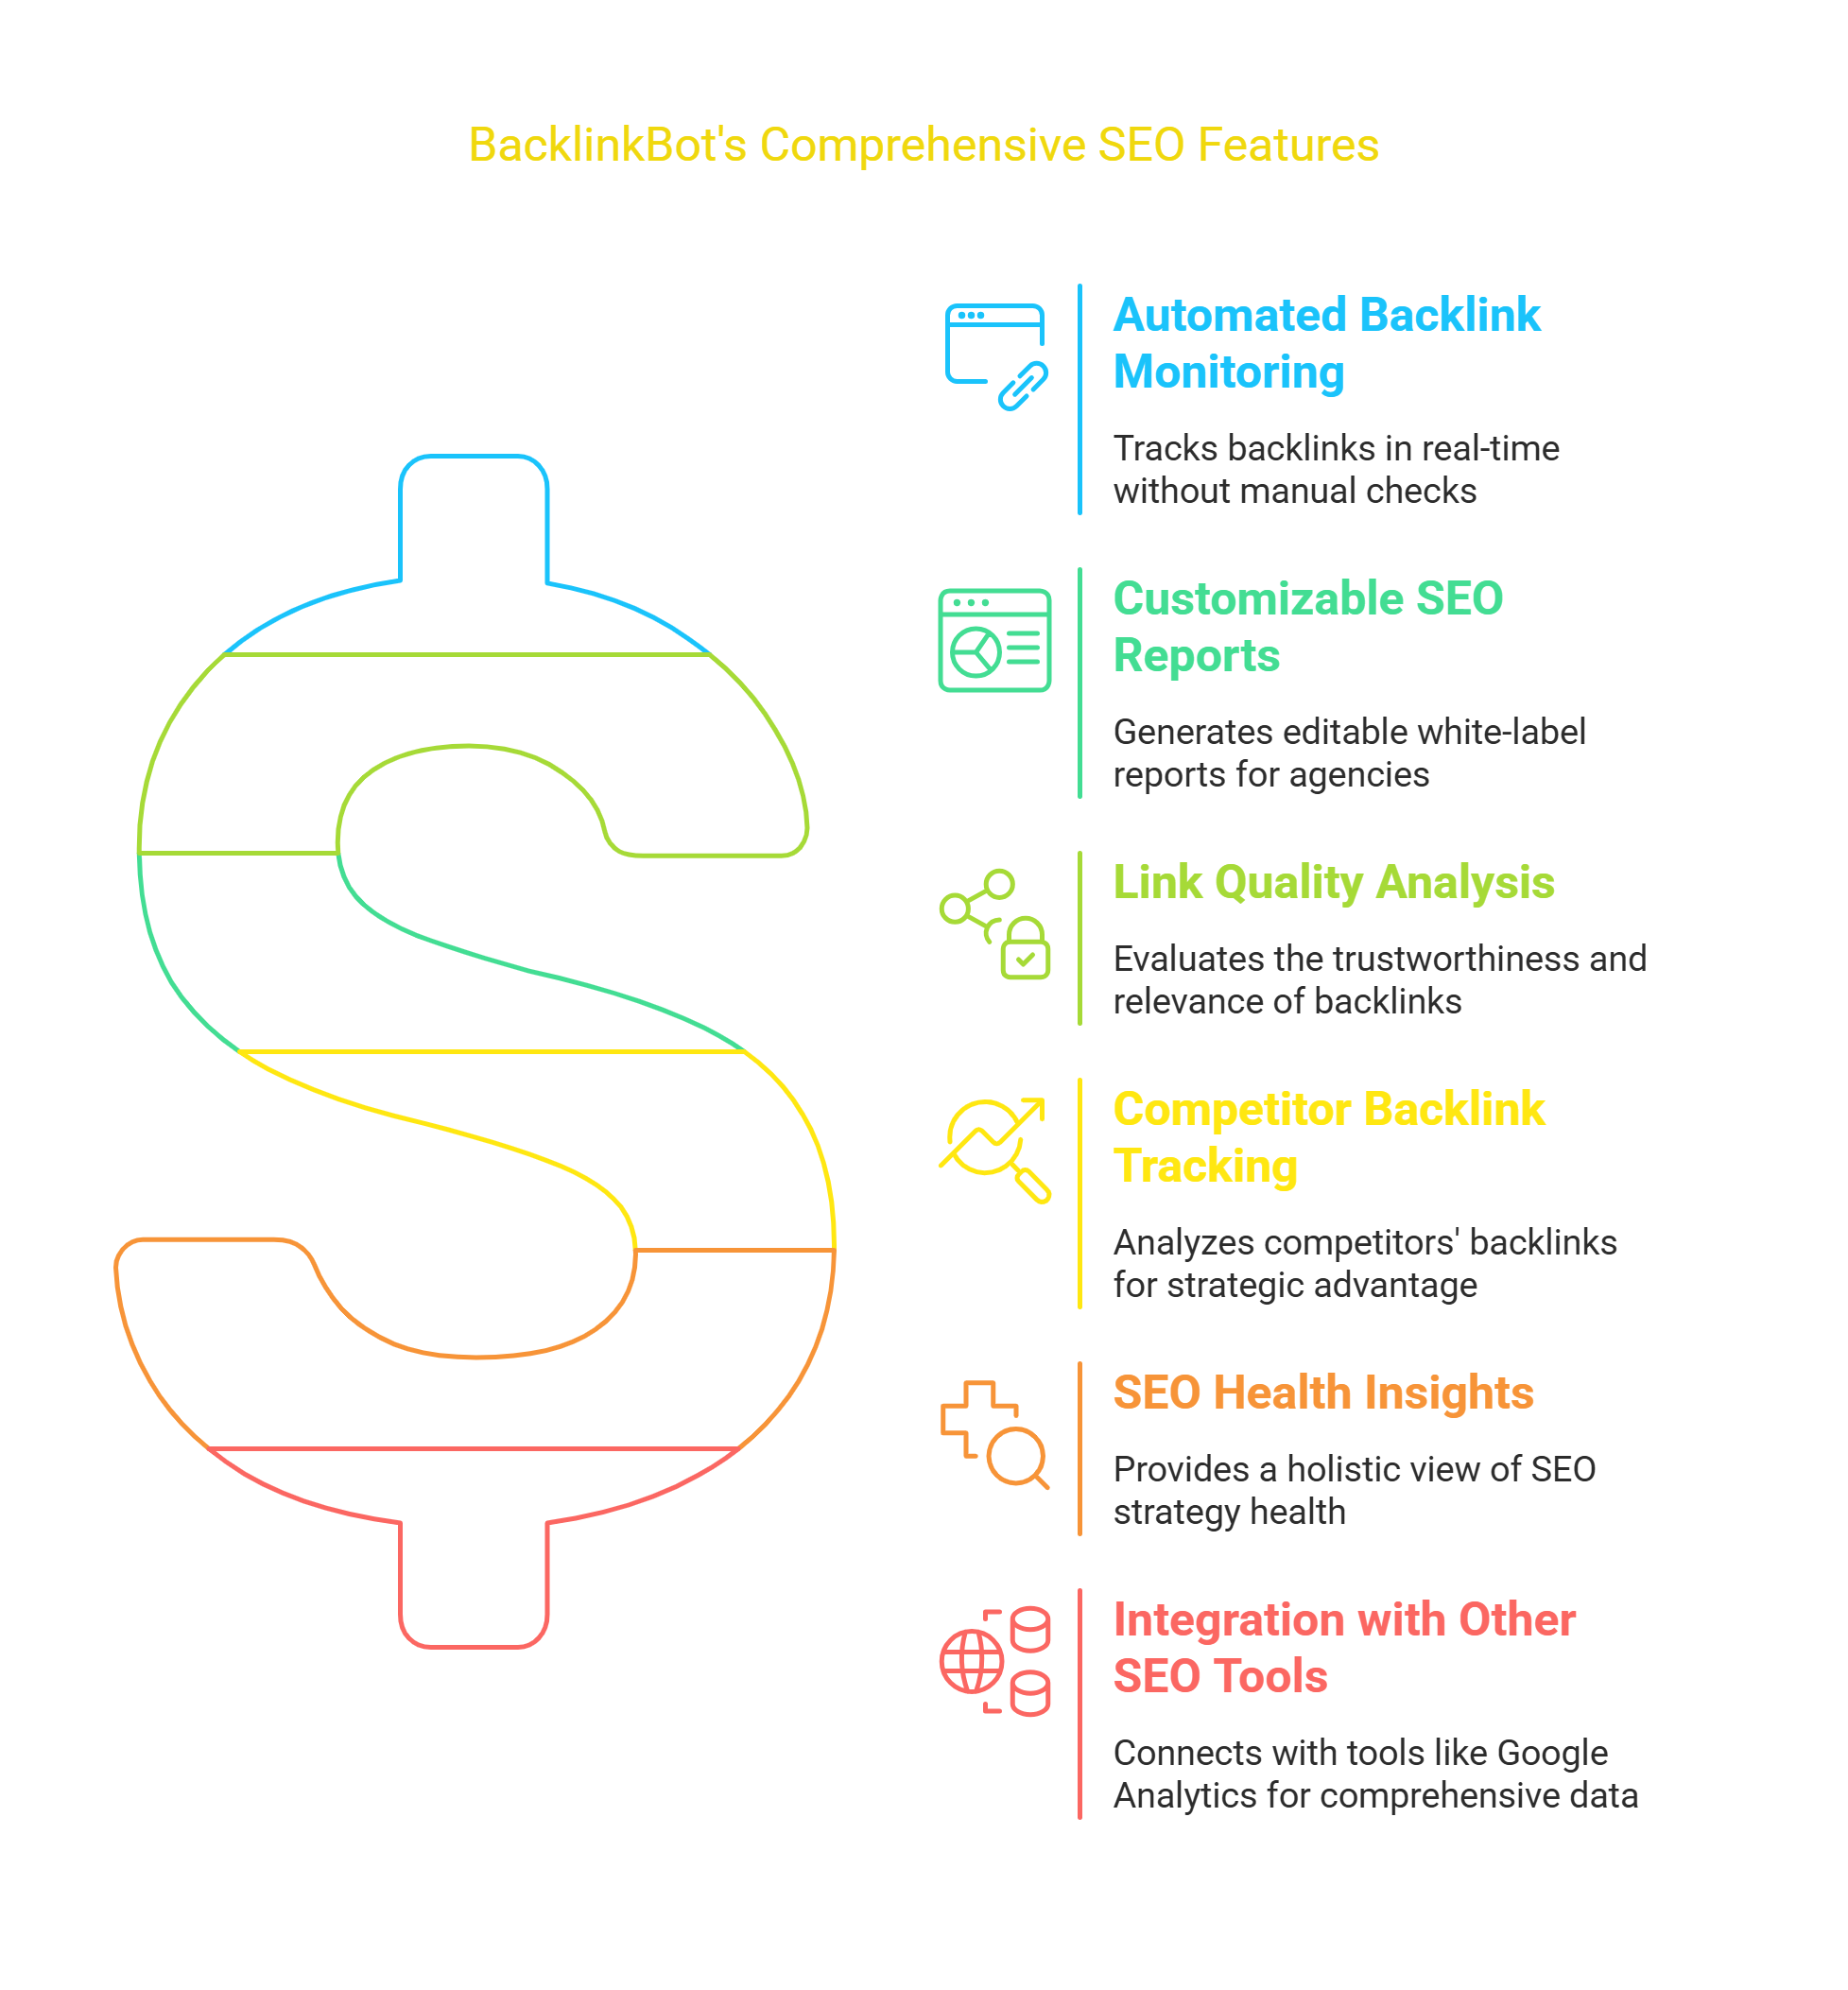 BacklinkBot's Comprehensive SEO Features
Automated Backlink
Monitoring
Tracks backlinks in real-time
without manual checks
Customizable SEO
Reports
Generates editable white-label
reports for agencies
Link Quality Analysis
Evaluates the trustworthiness and
relevance of backlinks
Competitor Backlink
Tracking
Analyzes competitors' backlinks
for strategic advantage
SEO Health Insights
Provides a holistic view of SEO
strategy health
Integration with Other
SEO Tools
Connects with tools like Google
Analytics for comprehensive data